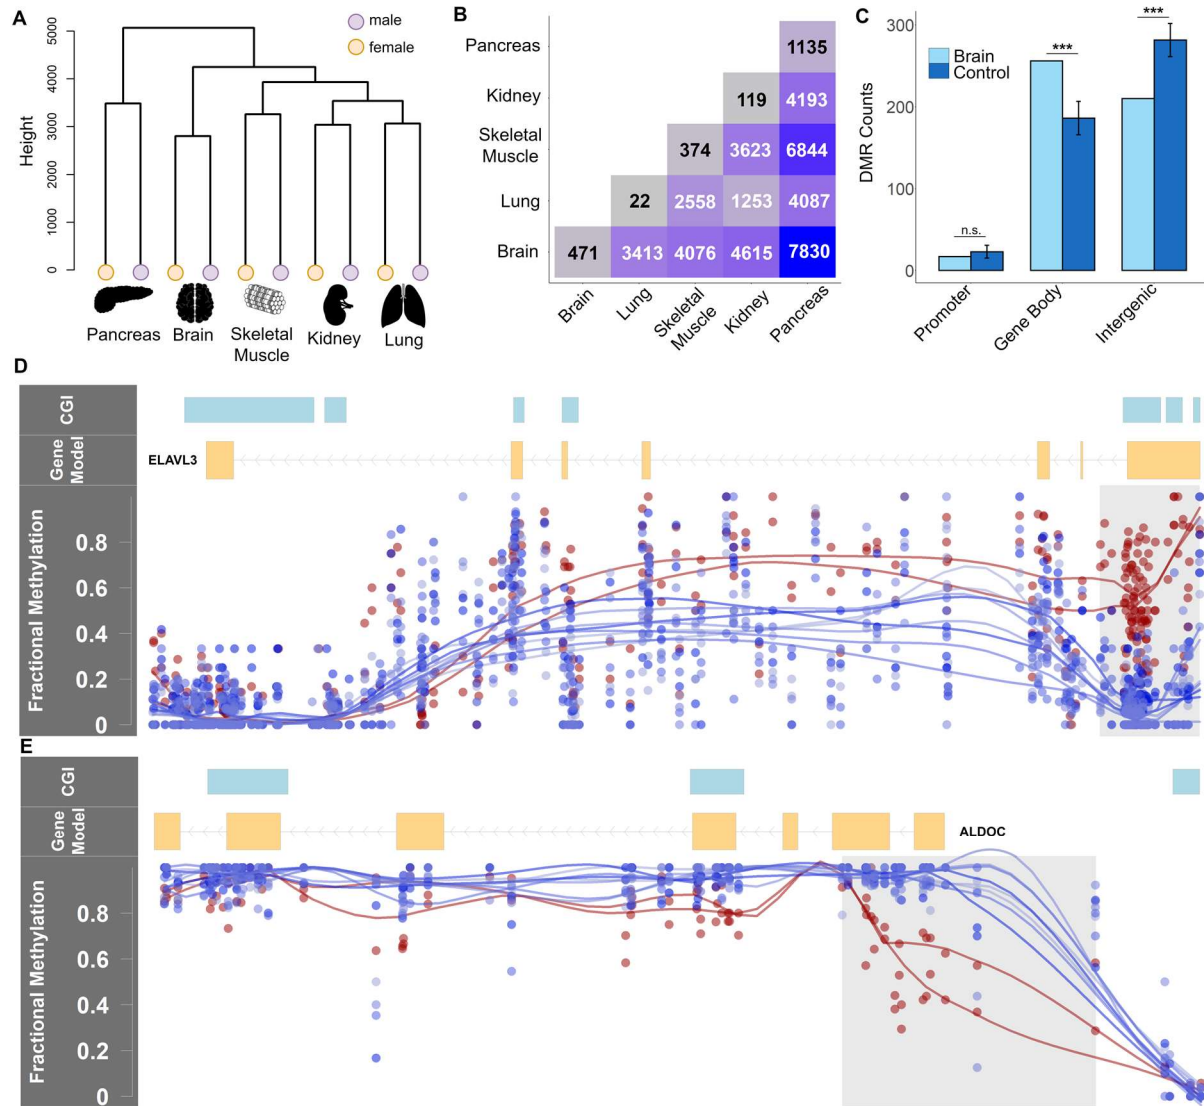 A
Height
0
1000
2000
3000
4000
5000
male
female
Pancreas
Brain
Skeletal
Muscle
Kidney
Lung
B
Pancreas
1135
Kidney
119 4193
Skeletal
Muscle
374 3623 6844
Lung
22 2558 1253 4087
Brain
471 3413 4076 4615 7830
Brain
Lung
Skeletal
Muscle
Kidney
Pancreas
C
DMR Counts
300
200
100
0
Brain
Control
n.s.
***
***
Promoter
Gene Body
Intergenic
D
CGI
Gene
Model
ELAVL3
Fractional Methylation
0.8
0.6
0.4
0.2
0
E
CGI
Gene
Model
ALDOC
Fractional Methylation
0.8
0.6
0.4
0.2
0